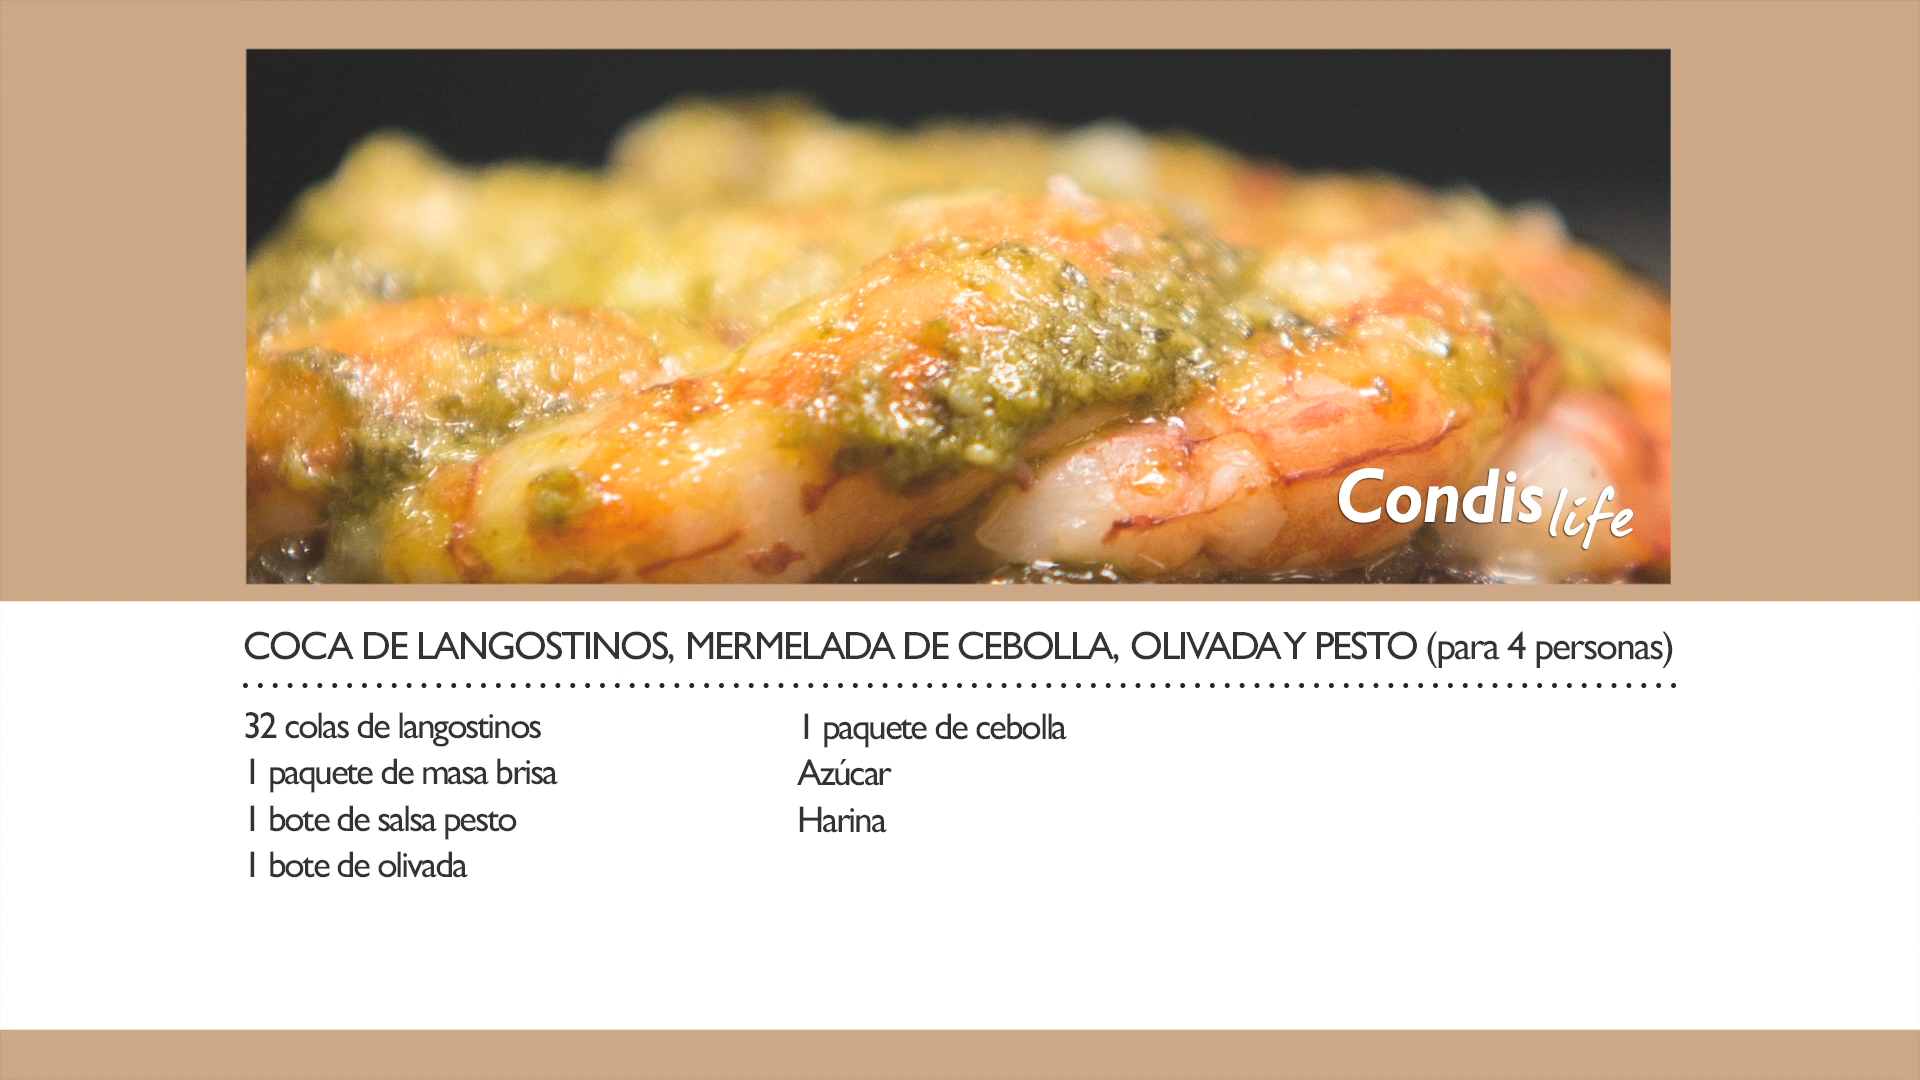 Condis life
COCA DE LANGOSTINOS, MERMELADA DE CEBOLLA, OLIVADA Y PESTO (para 4 personas)
32 colas de langostinos
1 paquete de masa brisa
1 bote de salsa pesto
1 bote de olivada
1 paquete de cebolla
Azúcar
Harina